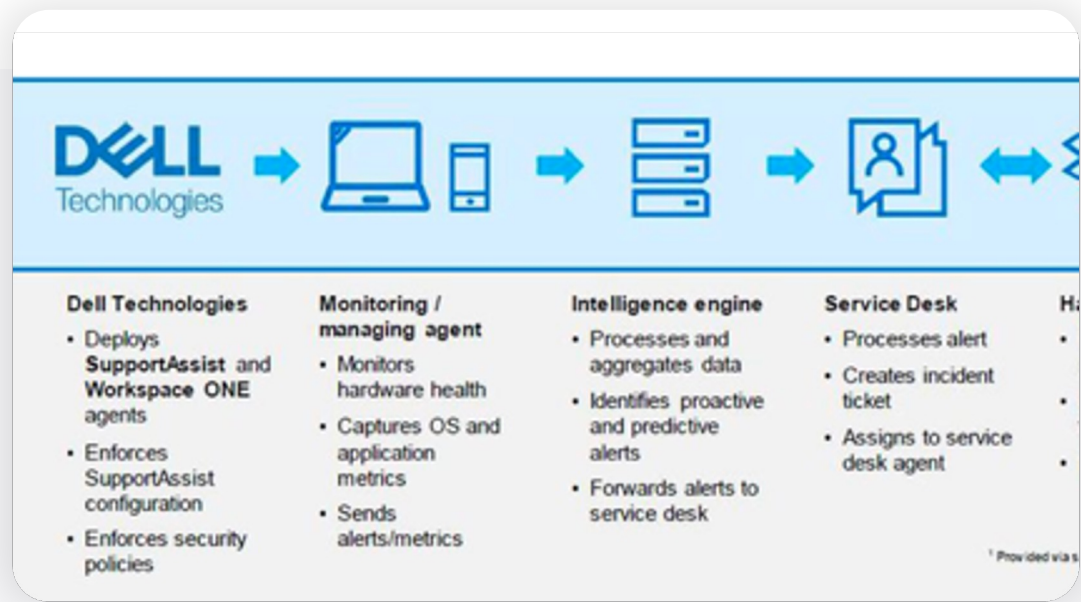 DELL
Technologies
Dell Technologies
• Deploys
SupportAssist and
Workspace ONE
agents
• Enforces
SupportAssist
configuration
• Enforces security
policies
Monitoring /
managing agent
• Monitors
hardware health
• Captures OS and
application
metrics
• Sends
alerts/metrics
Intelligence engine
• Processes and
aggregates data
• Identifies proactive
and predictive
alerts
• Forwards alerts to
service desk
Service Desk
• Processes alert
• Creates incident
ticket
• Assigns to service
desk agent
•
•
•
¹ Provided via